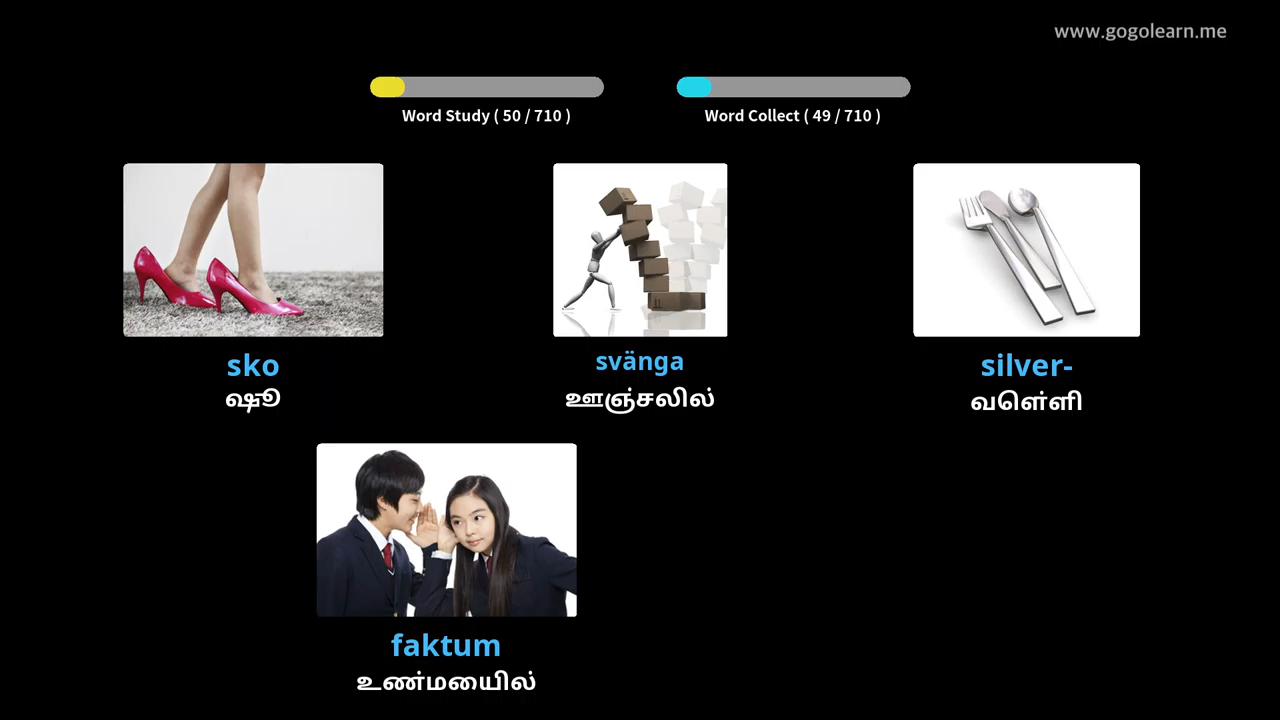 www.gogolearn.me
Word Study ( 50 / 710 )
Word Collect ( 49 / 710 )
sko
ஷூ
svänga
ஊஞ்சலில்
silver-
வெள்ளி
faktum
உண்மையில்